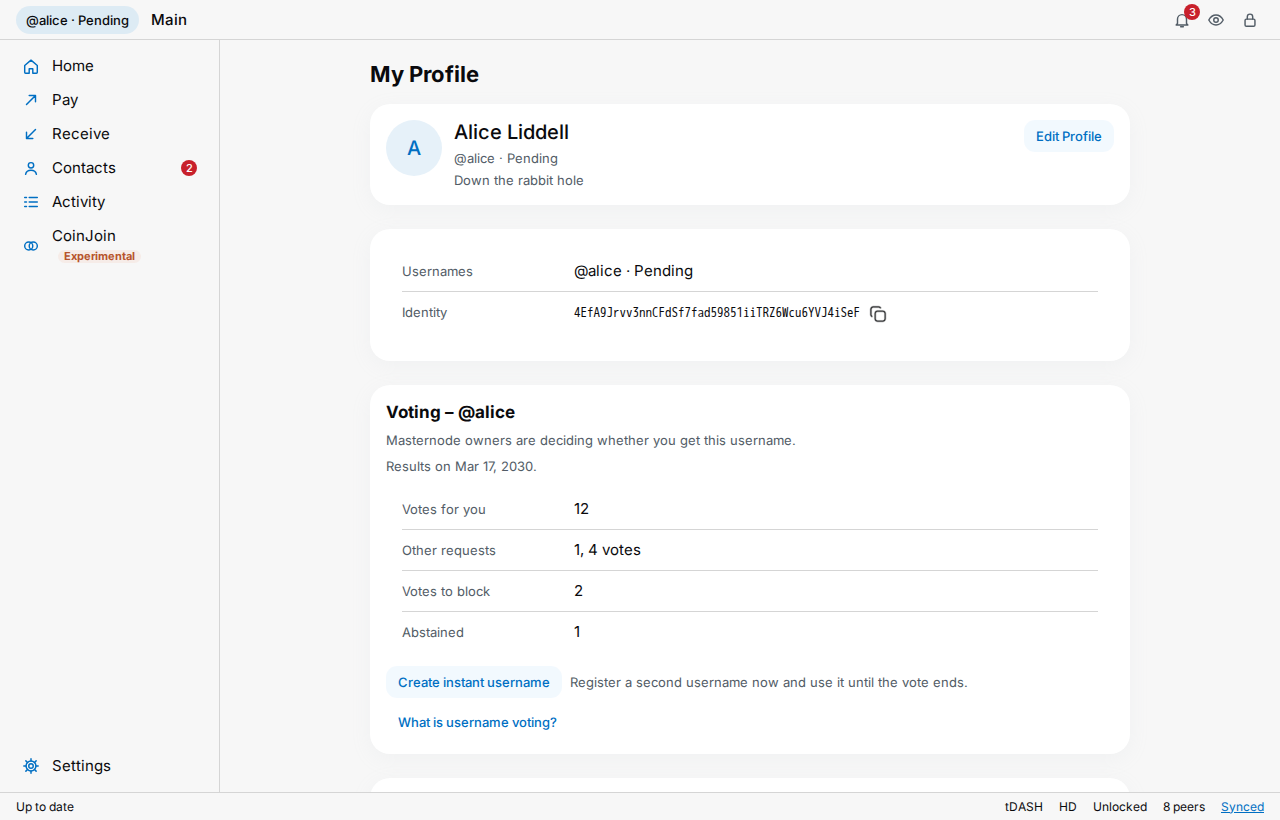 @alice · Pending Main 3
Home
Pay
Receive
Contacts 2
Activity
CoinJoin
Experimental
Settings
My Profile
A
Alice Liddell
@alice · Pending
Down the rabbit hole
Edit Profile
Usernames @alice · Pending
Identity 4EfA9Jrvv3nnCFdSf7fad59851iiTRZ6Wcu6YVJ4iSeF
Voting – @alice
Masternode owners are deciding whether you get this username.
Results on Mar 17, 2030.
Votes for you 12
Other requests 1, 4 votes
Votes to block 2
Abstained 1
Create instant username Register a second username now and use it until the vote ends.
What is username voting?
Up to date tDASH HD Unlocked 8 peers Synced